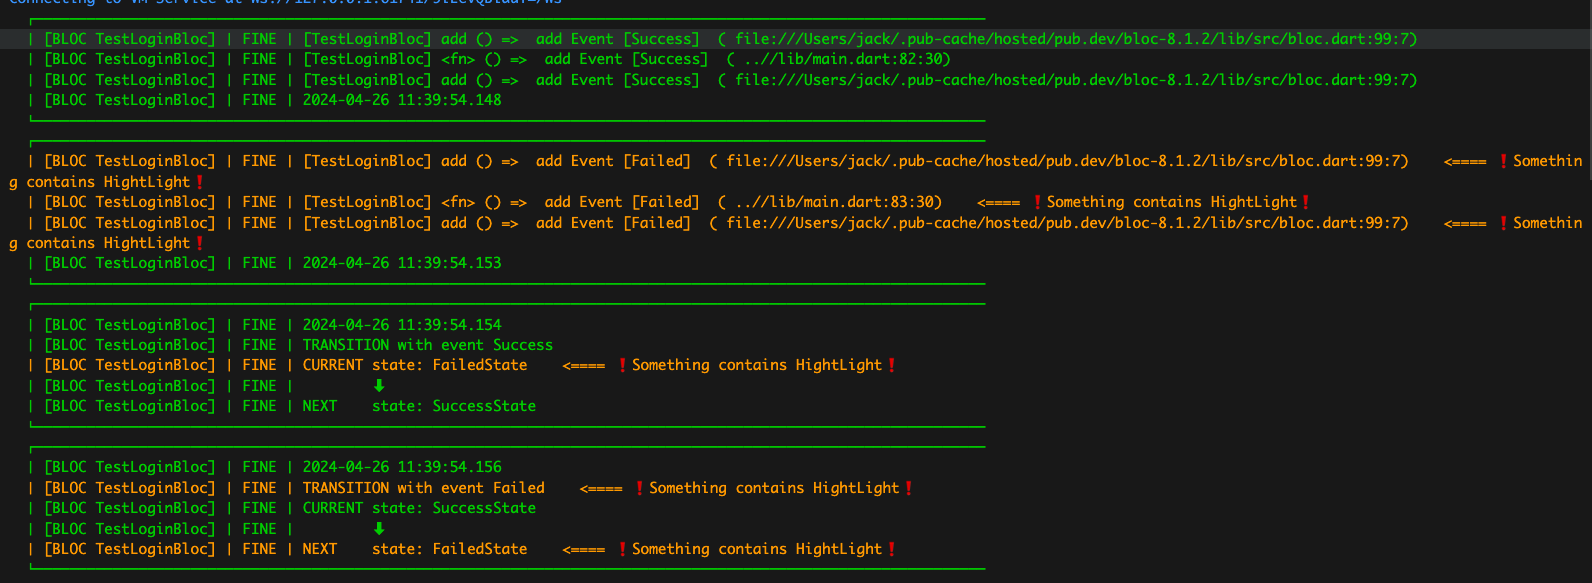 | [BLOC TestLoginBloc] | FINE | [TestLoginBloc] add () =>  add Event [Success]  ( file:///Users/jack/.pub-cache/hosted/pub.dev/bloc-8.1.2/lib/src/bloc.dart:99:7)
| [BLOC TestLoginBloc] | FINE | [TestLoginBloc] <fn> () =>  add Event [Success]  ( ..//lib/main.dart:82:30)
| [BLOC TestLoginBloc] | FINE | [TestLoginBloc] add () =>  add Event [Success]  ( file:///Users/jack/.pub-cache/hosted/pub.dev/bloc-8.1.2/lib/src/bloc.dart:99:7)
| [BLOC TestLoginBloc] | FINE | 2024-04-26 11:39:54.148
| [BLOC TestLoginBloc] | FINE | [TestLoginBloc] add () =>  add Event [Failed]  ( file:///Users/jack/.pub-cache/hosted/pub.dev/bloc-8.1.2/lib/src/bloc.dart:99:7)    <==== ❗Somethin
g contains HightLight❗
| [BLOC TestLoginBloc] | FINE | [TestLoginBloc] <fn> () =>  add Event [Failed]  ( ..//lib/main.dart:83:30)    <==== ❗Something contains HightLight❗
| [BLOC TestLoginBloc] | FINE | [TestLoginBloc] add () =>  add Event [Failed]  ( file:///Users/jack/.pub-cache/hosted/pub.dev/bloc-8.1.2/lib/src/bloc.dart:99:7)    <==== ❗Somethin
g contains HightLight❗
| [BLOC TestLoginBloc] | FINE | 2024-04-26 11:39:54.153
| [BLOC TestLoginBloc] | FINE | 2024-04-26 11:39:54.154
| [BLOC TestLoginBloc] | FINE | TRANSITION with event Success
| [BLOC TestLoginBloc] | FINE | CURRENT state: FailedState    <==== ❗Something contains HightLight❗
| [BLOC TestLoginBloc] | FINE |         ⬇
| [BLOC TestLoginBloc] | FINE | NEXT    state: SuccessState
| [BLOC TestLoginBloc] | FINE | 2024-04-26 11:39:54.156
| [BLOC TestLoginBloc] | FINE | TRANSITION with event Failed    <==== ❗Something contains HightLight❗
| [BLOC TestLoginBloc] | FINE | CURRENT state: SuccessState
| [BLOC TestLoginBloc] | FINE |         ⬇
| [BLOC TestLoginBloc] | FINE | NEXT    state: FailedState    <==== ❗Something contains HightLight❗